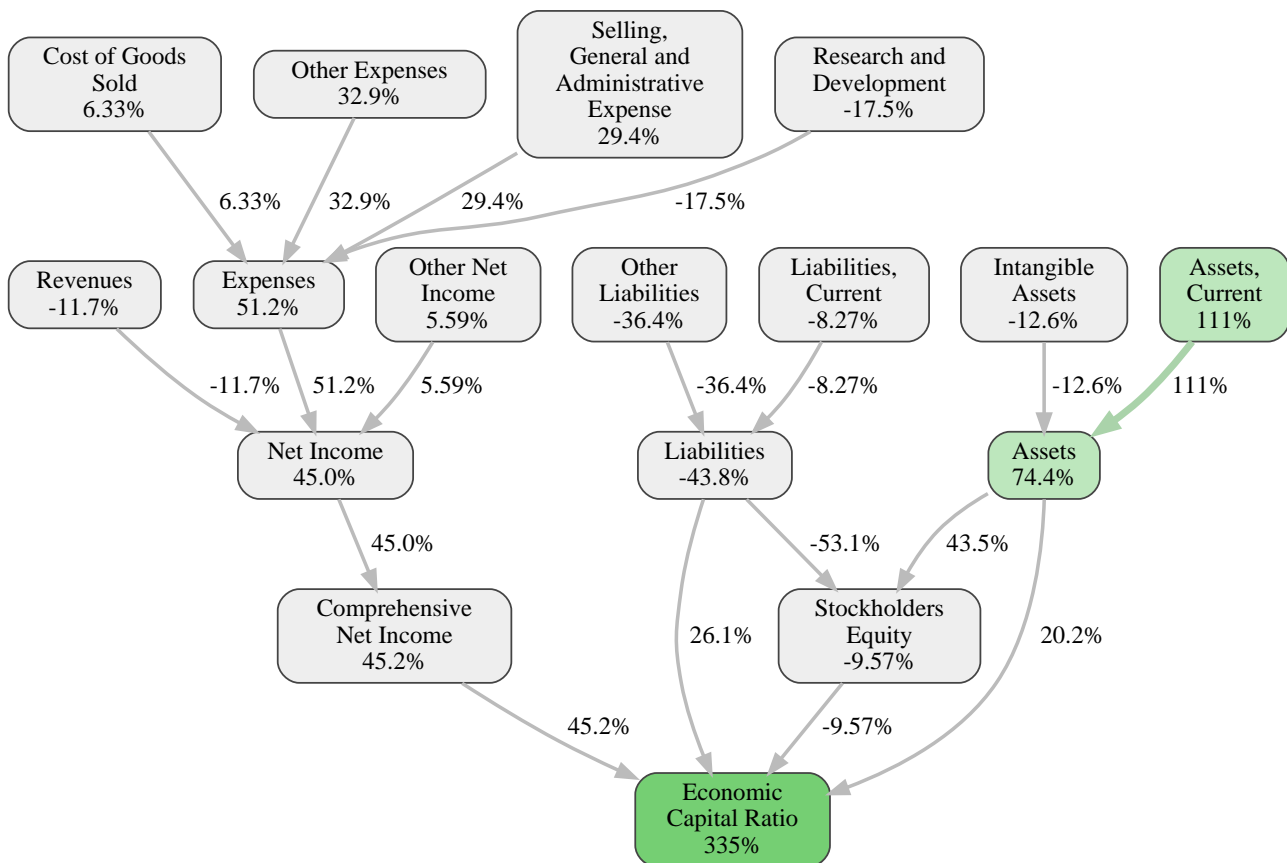 Cost of Goods
Sold
6.33%
Other Expenses
32.9%
Selling,
General and
Administrative
Expense
29.4%
Research and
Development
-17.5%
6.33%
32.9%
29.4%
-17.5%
Revenues
-11.7%
Expenses
51.2%
Other Net
Income
5.59%
Other
Liabilities
-36.4%
Liabilities,
Current
-8.27%
Intangible
Assets
-12.6%
Assets,
Current
111%
-11.7%
51.2%
5.59%
-36.4%
-8.27%
-12.6%
111%
Net Income
45.0%
Liabilities
-43.8%
Assets
74.4%
45.0%
-53.1%
43.5%
Comprehensive
Net Income
45.2%
26.1%
Stockholders
Equity
-9.57%
20.2%
45.2%
-9.57%
Economic
Capital Ratio
335%